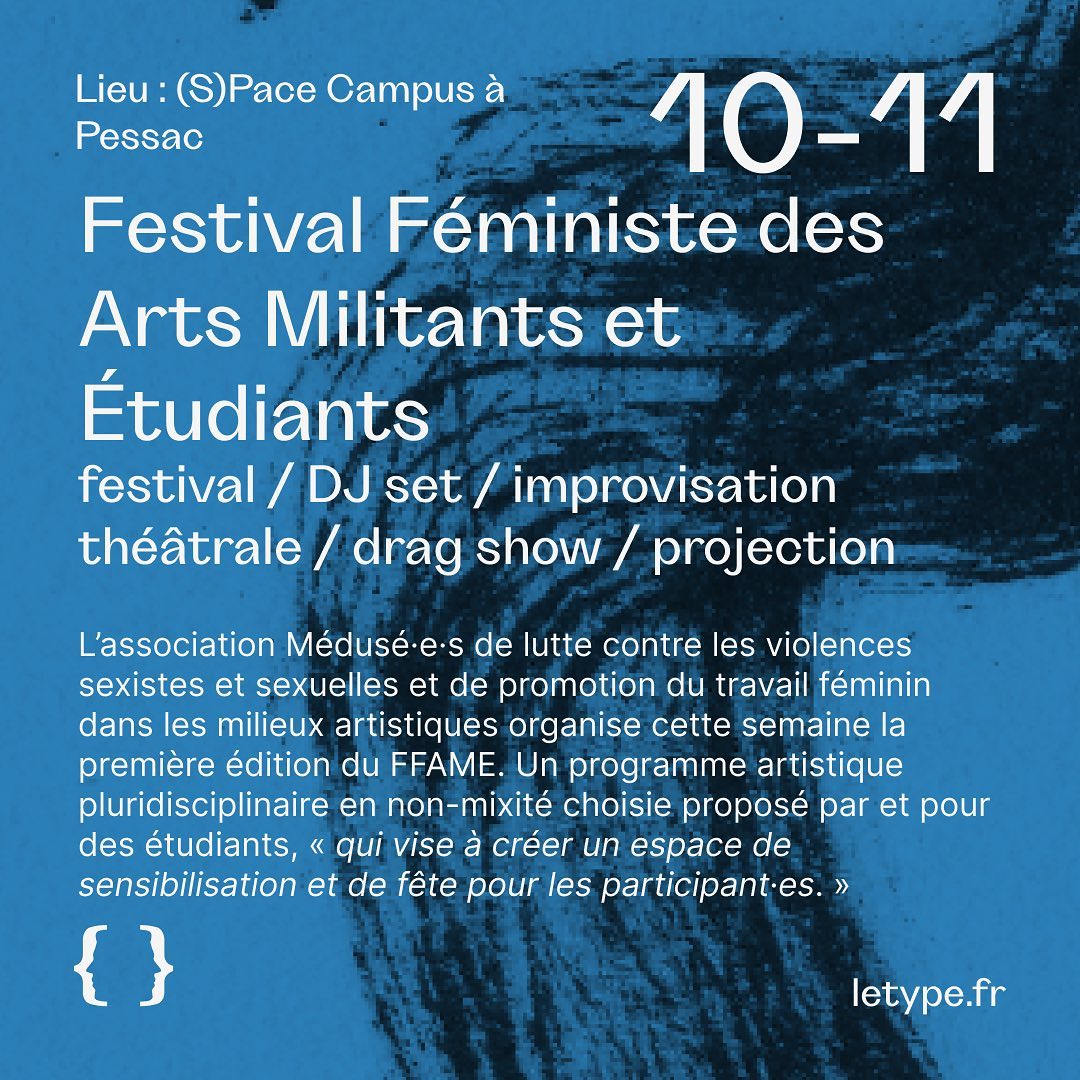 Lieu : (S)Pace Campus à
Pessac
10-11
Festival Féministe des
Arts Militants et
Étudiants
festival / DJ set / improvisation
théâtrale / drag show / projection
L’association Médusé·e·s de lutte contre les violences
sexistes et sexuelles et de promotion du travail féminin
dans les milieux artistiques organise cette semaine la
première édition du FFAME. Un programme artistique
pluridisciplinaire en non-mixité choisie proposé par et pour
des étudiants, « qui vise à créer un espace de
sensibilisation et de fête pour les participant·es. »
{ }
letype.fr